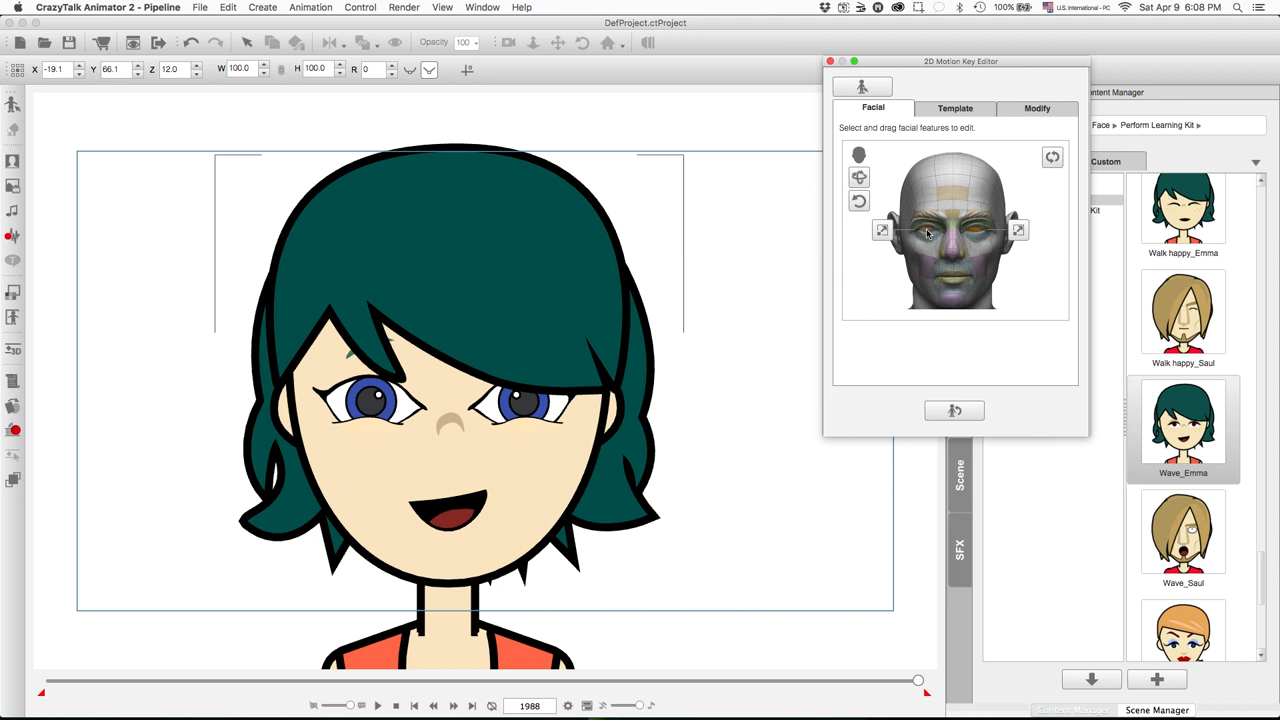 CrazyTalk Animator 2 - Pipeline File Edit Create Animation Control Render View Window Help 100% U.S. International - PC Sat Apr 9 6:08 PM
DefProject.ctProject
Opacity 100
X -19.1 Y 66.1 Z 12.0 W 100.0 H 100.0 R 0
2D Motion Key Editor
Facial Template Modify
Select and drag facial features to edit.
ntent Manager
Face ▸ Perform Learning Kit ▸
Custom
Kit
Walk happy_Emma
Walk happy_Saul
Wave_Emma
Wave_Saul
Scene
SFX
1988
Content Manager Scene Manager